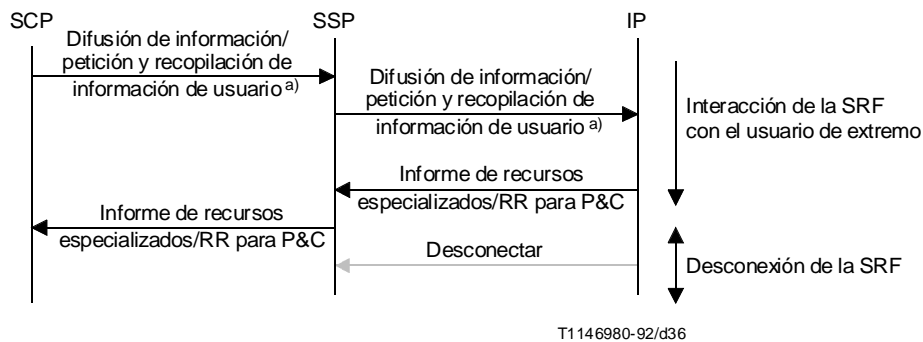 SCP
SSP
IP
Difusión de información/
petición y recopilación de
información de usuario a)
Difusión de información/
petición y recopilación de
información de usuario a)
Interacción de la SRF
con el usuario de extremo
Informe de recursos
especializados/RR para P&C
Informe de recursos
especializados/RR para P&C
Desconectar
Desconexión de la SRF
T1146980-92/d36